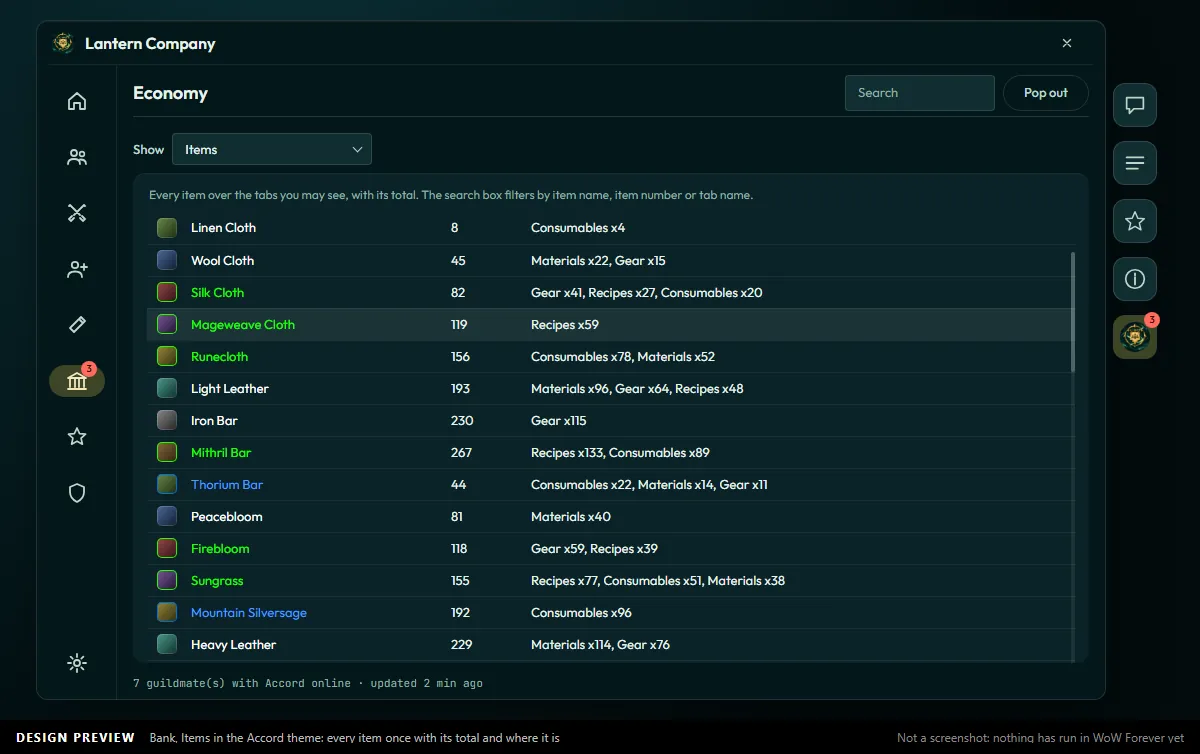 Lantern Company
Economy
Search
Pop out
Show Items
Every item over the tabs you may see, with its total. The search box filters by item name, item number or tab name.
Linen Cloth 8 Consumables x4
Wool Cloth 45 Materials x22, Gear x15
Silk Cloth 82 Gear x41, Recipes x27, Consumables x20
Mageweave Cloth 119 Recipes x59
Runecloth 156 Consumables x78, Materials x52
Light Leather 193 Materials x96, Gear x64, Recipes x48
Iron Bar 230 Gear x115
Mithril Bar 267 Recipes x133, Consumables x89
Thorium Bar 44 Consumables x22, Materials x14, Gear x11
Peacebloom 81 Materials x40
Firebloom 118 Gear x59, Recipes x39
Sungrass 155 Recipes x77, Consumables x51, Materials x38
Mountain Silversage 192 Consumables x96
Heavy Leather 229 Materials x114, Gear x76
3
3
7 guildmate(s) with Accord online · updated 2 min ago
DESIGN PREVIEW Bank, Items in the Accord theme: every item once with its total and where it is
Not a screenshot: nothing has run in WoW Forever yet